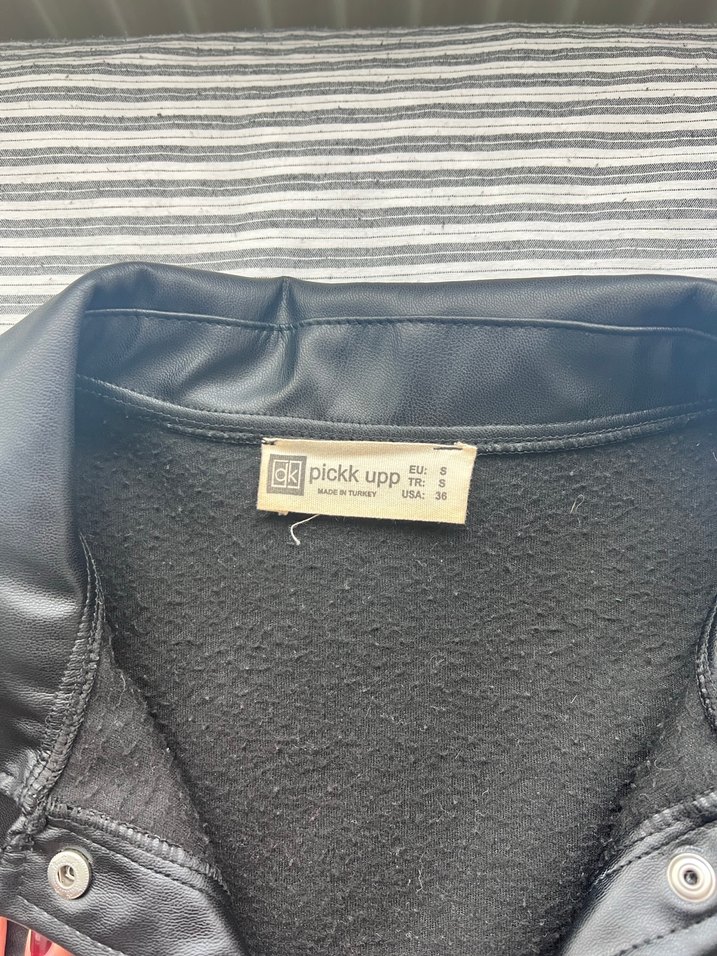 dk pickk upp
MADE IN TURKEY
EU: S
TR: S
USA: 36